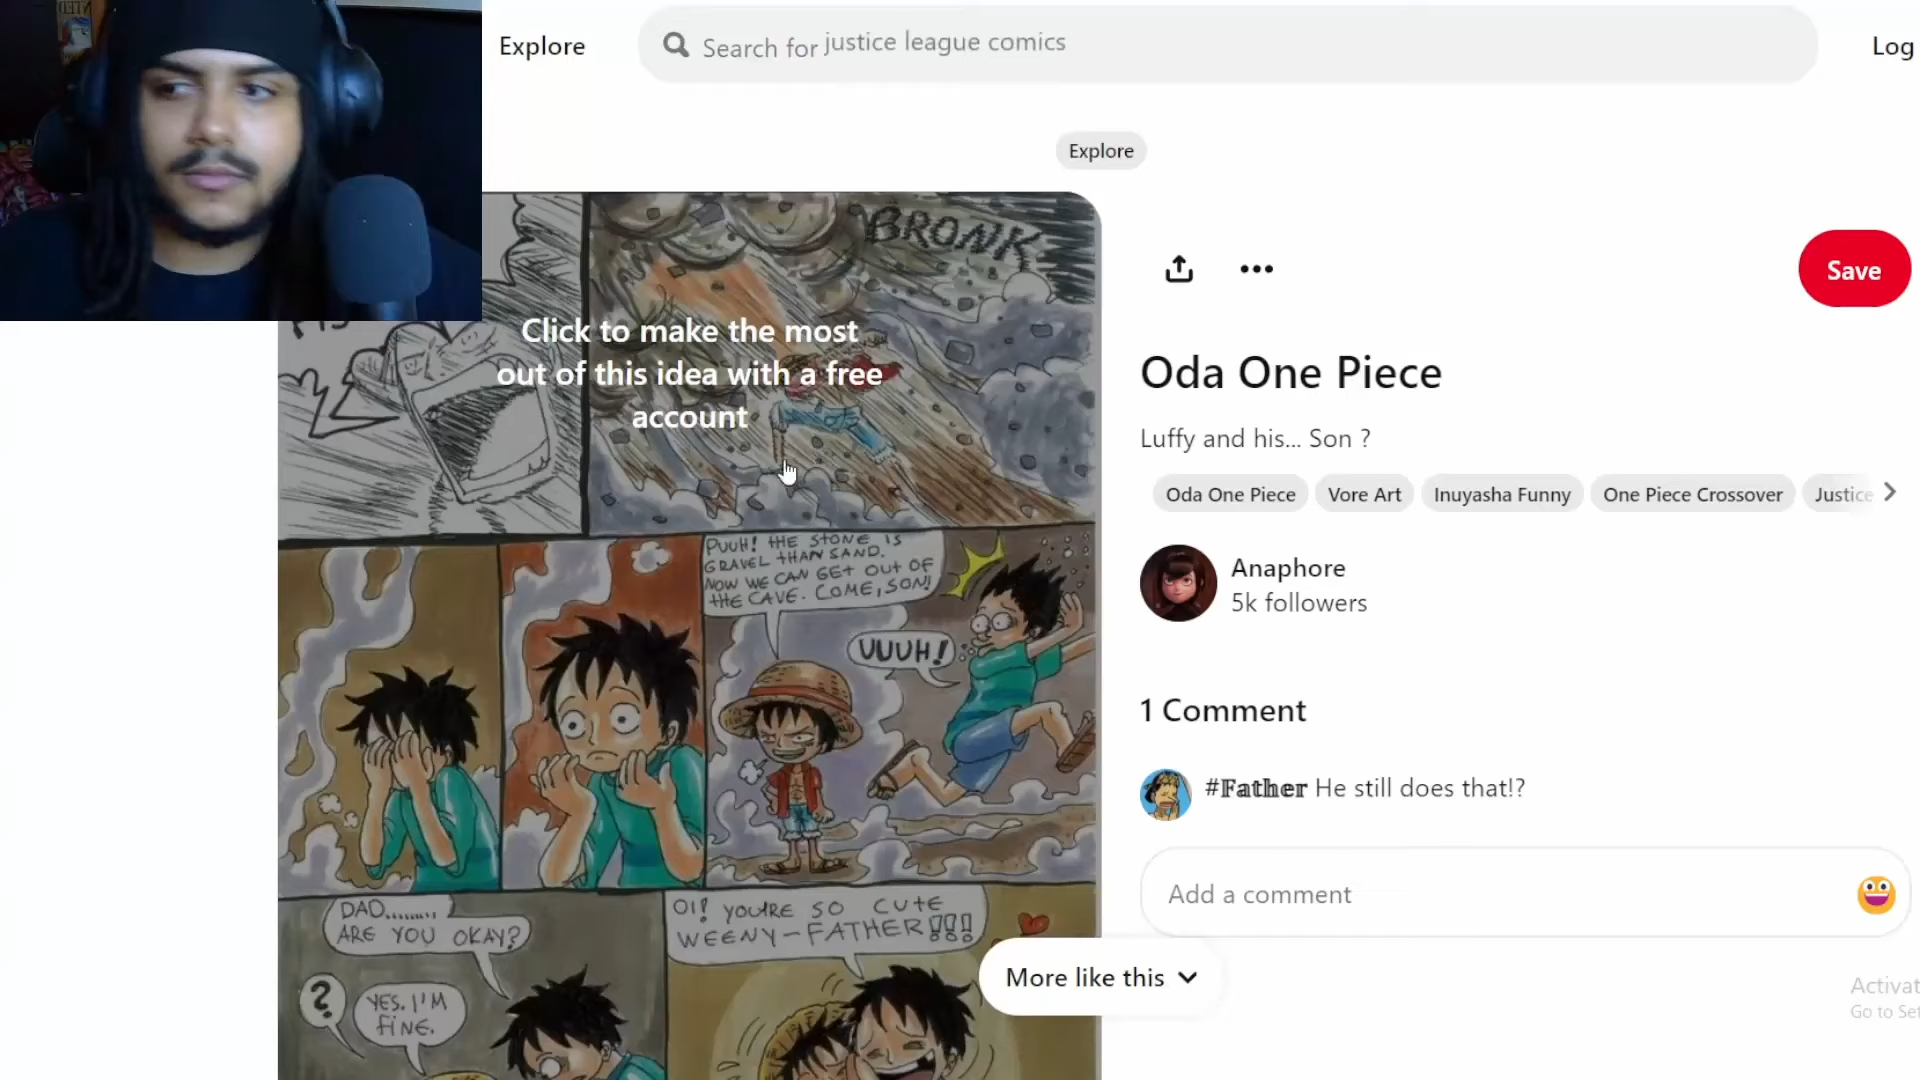 Explore
Search for justice league comics
Log
Explore
BRONK
Click to make the most
out of this idea with a free
account
Save
Oda One Piece
Luffy and his... Son ?
Oda One Piece
Vore Art
Inuyasha Funny
One Piece Crossover
Justice
Anaphore
5k followers
PUUH! THE STONE IS
GRAVEL THAN SAND.
NOW WE CAN GET OUT OF
THE CAVE. COME, SON!
UUUH!
1 Comment
#𝔽𝕒𝕥𝕙𝕖𝕣 He still does that!?
Add a comment
DAD........
ARE YOU OKAY?
?
YES. I'M
FINE.
OI! YOU'RE SO CUTE
WEENY-FATHER!!!
More like this
Activat
Go to Set